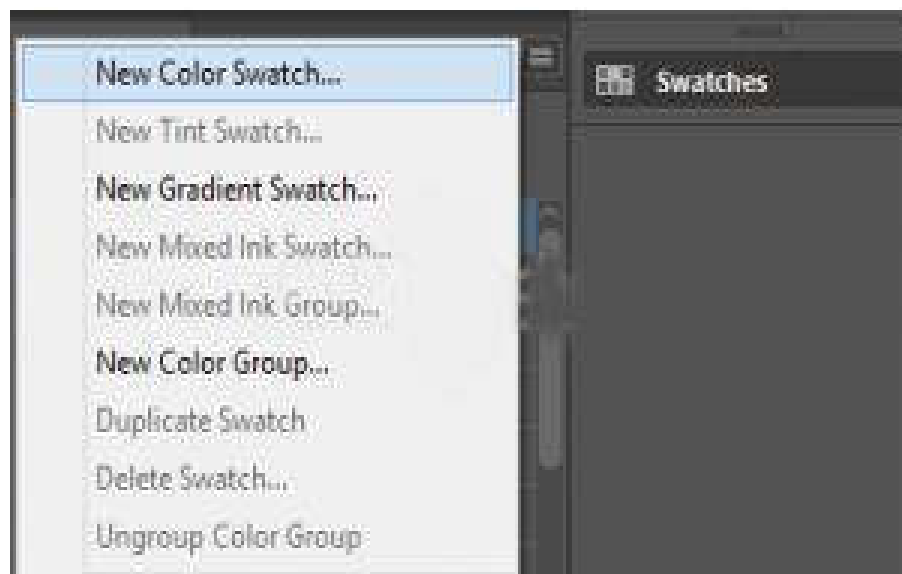 New Color Swatch...
New Tint Swatch...
New Gradient Swatch...
New Mixed Ink Swatch...
New Mixed Ink Group...
New Color Group...
Duplicate Swatch
Delete Swatch...
Ungroup Color Group
Swatches